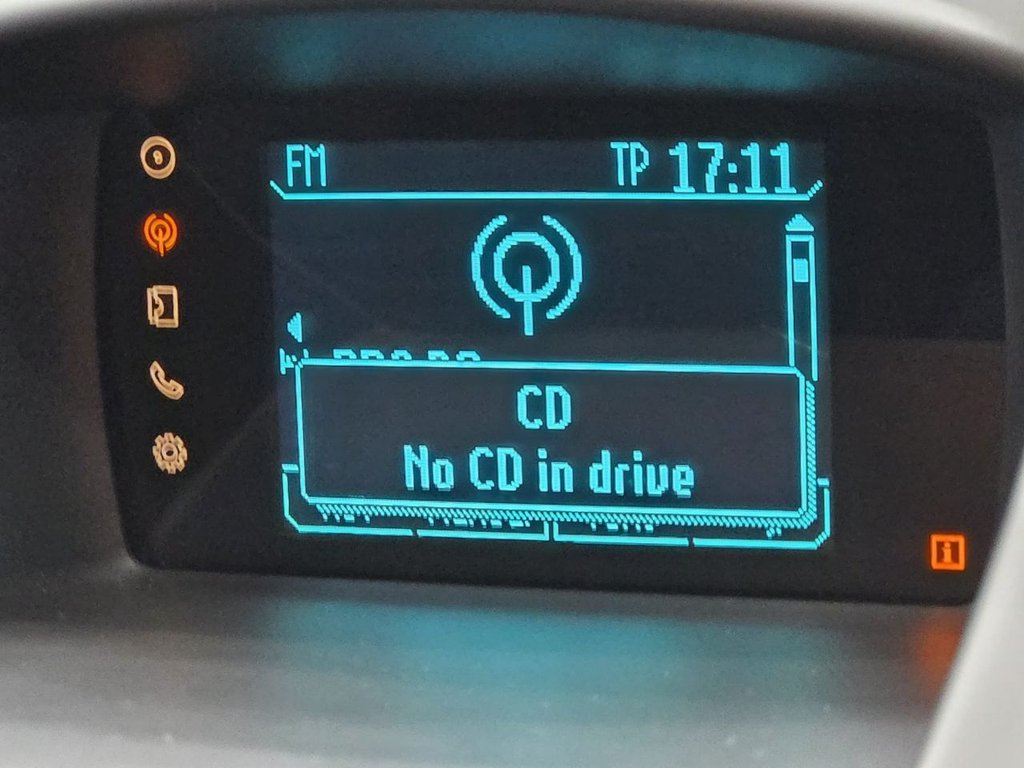 FM TP 17:11
CD
No CD in drive
i